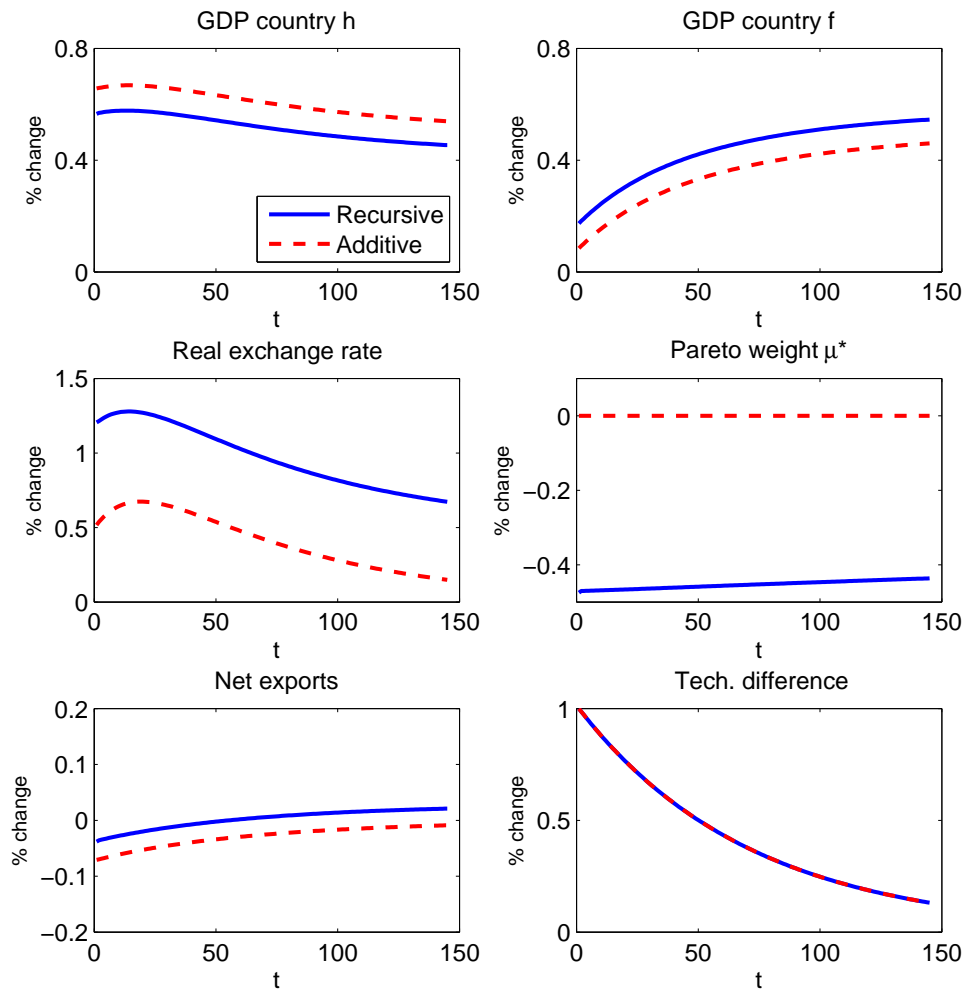 GDP country h
% change
0.8
0.4
0
0
50
100
150
t
Recursive
Additive
GDP country f
% change
0.8
0.4
0
0
50
100
150
t
Real exchange rate
% change
1.5
1
0.5
0
0
50
100
150
t
Pareto weight μ*
% change
0
−0.2
−0.4
0
50
100
150
t
Net exports
% change
0.2
0.1
0
−0.1
−0.2
0
50
100
150
t
Tech. difference
% change
1
0.5
0
0
50
100
150
t